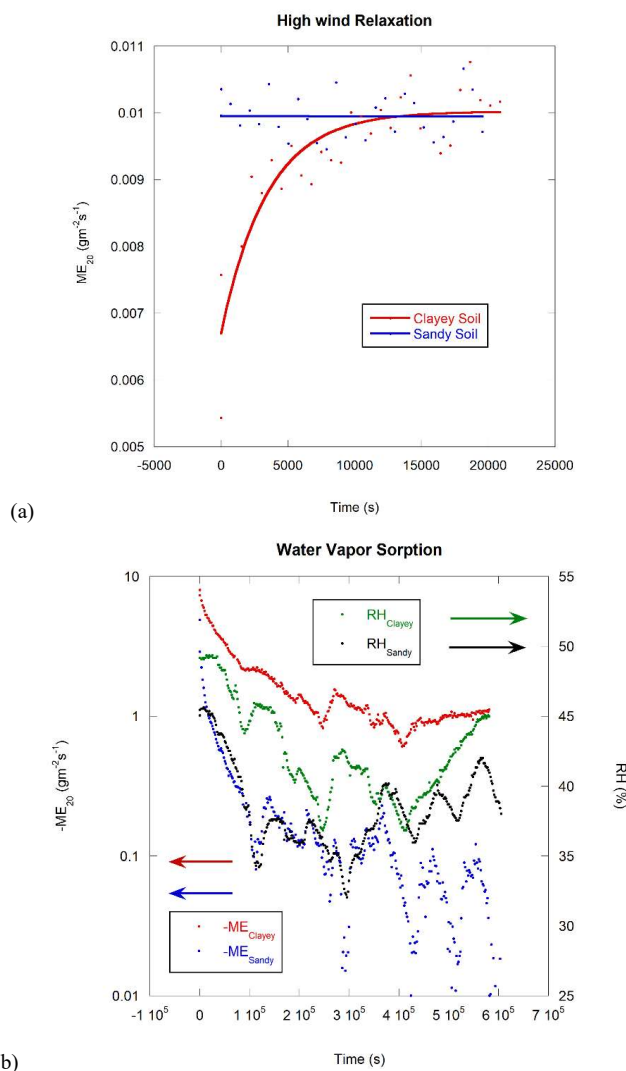 High wind Relaxation
0.011
0.01
0.009
0.008
0.007
0.006
0.005
ME20 (gm-2s-1)
Clayey Soil
Sandy Soil
-5000 0 5000 10000 15000 20000 25000
Time (s)
(a)
Water Vapor Sorption
10
1
0.1
0.01
-ME20 (gm-2s-1)
RHClayey
RHSandy
-MEClayey
-MESandy
55
50
45
40
35
30
25
RH (%)
-1 10^5 0 1 10^5 2 10^5 3 10^5 4 10^5 5 10^5 6 10^5 7 10^5
Time (s)
b)